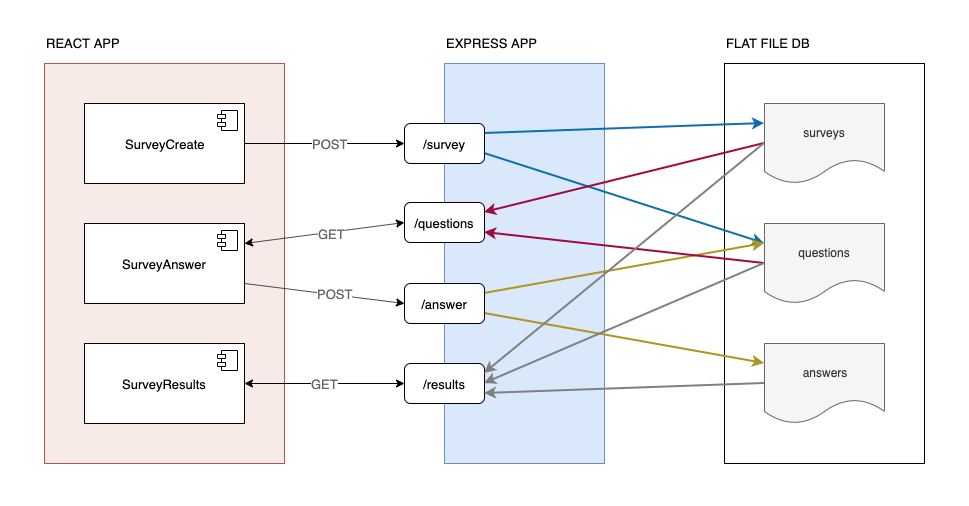 REACT APP
EXPRESS APP
FLAT FILE DB
SurveyCreate
POST
/survey
surveys
SurveyAnswer
GET
/questions
questions
POST
/answer
SurveyResults
GET
/results
answers